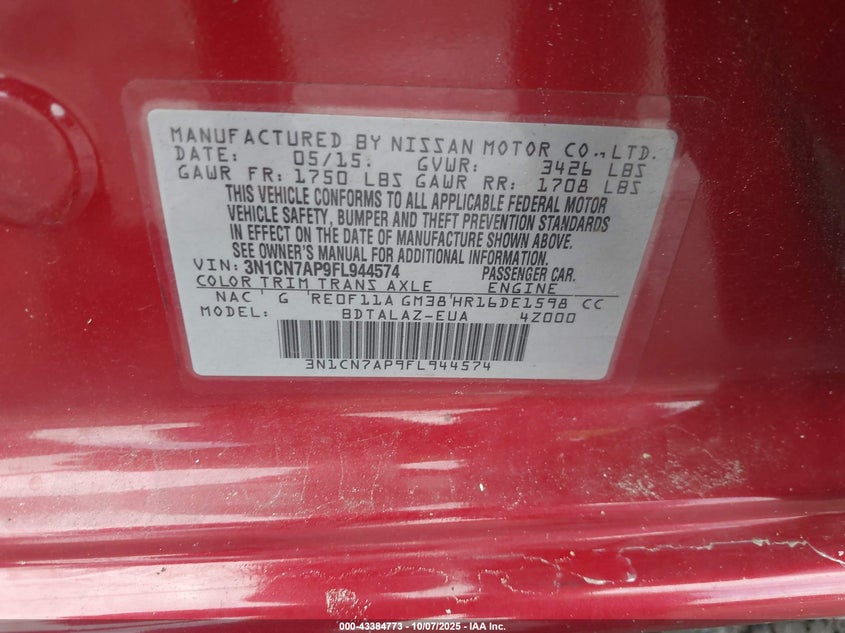 MANUFACTURED BY NISSAN MOTOR CO., LTD.
DATE: 05/15 GVWR: 3426 LBS
GAWR FR: 1750 LBS GAWR RR: 1708 LBS
THIS VEHICLE CONFORMS TO ALL APPLICABLE FEDERAL MOTOR
VEHICLE SAFETY, BUMPER AND THEFT PREVENTION STANDARDS
IN EFFECT ON THE DATE OF MANUFACTURE SHOWN ABOVE.
SEE OWNER'S MANUAL FOR ADDITIONAL INFORMATION.
VIN: 3N1CN7AP9FL944574 PASSENGER CAR.
COLOR TRIM TRANS AXLE ENGINE
NAC G RE0F11A GM38 HR16DE1598 CC
MODEL: BDTALAZ-EUA 4Z000
3N1CN7AP9FL944574
000-43384773 - 10/07/2025 - IAA Inc.